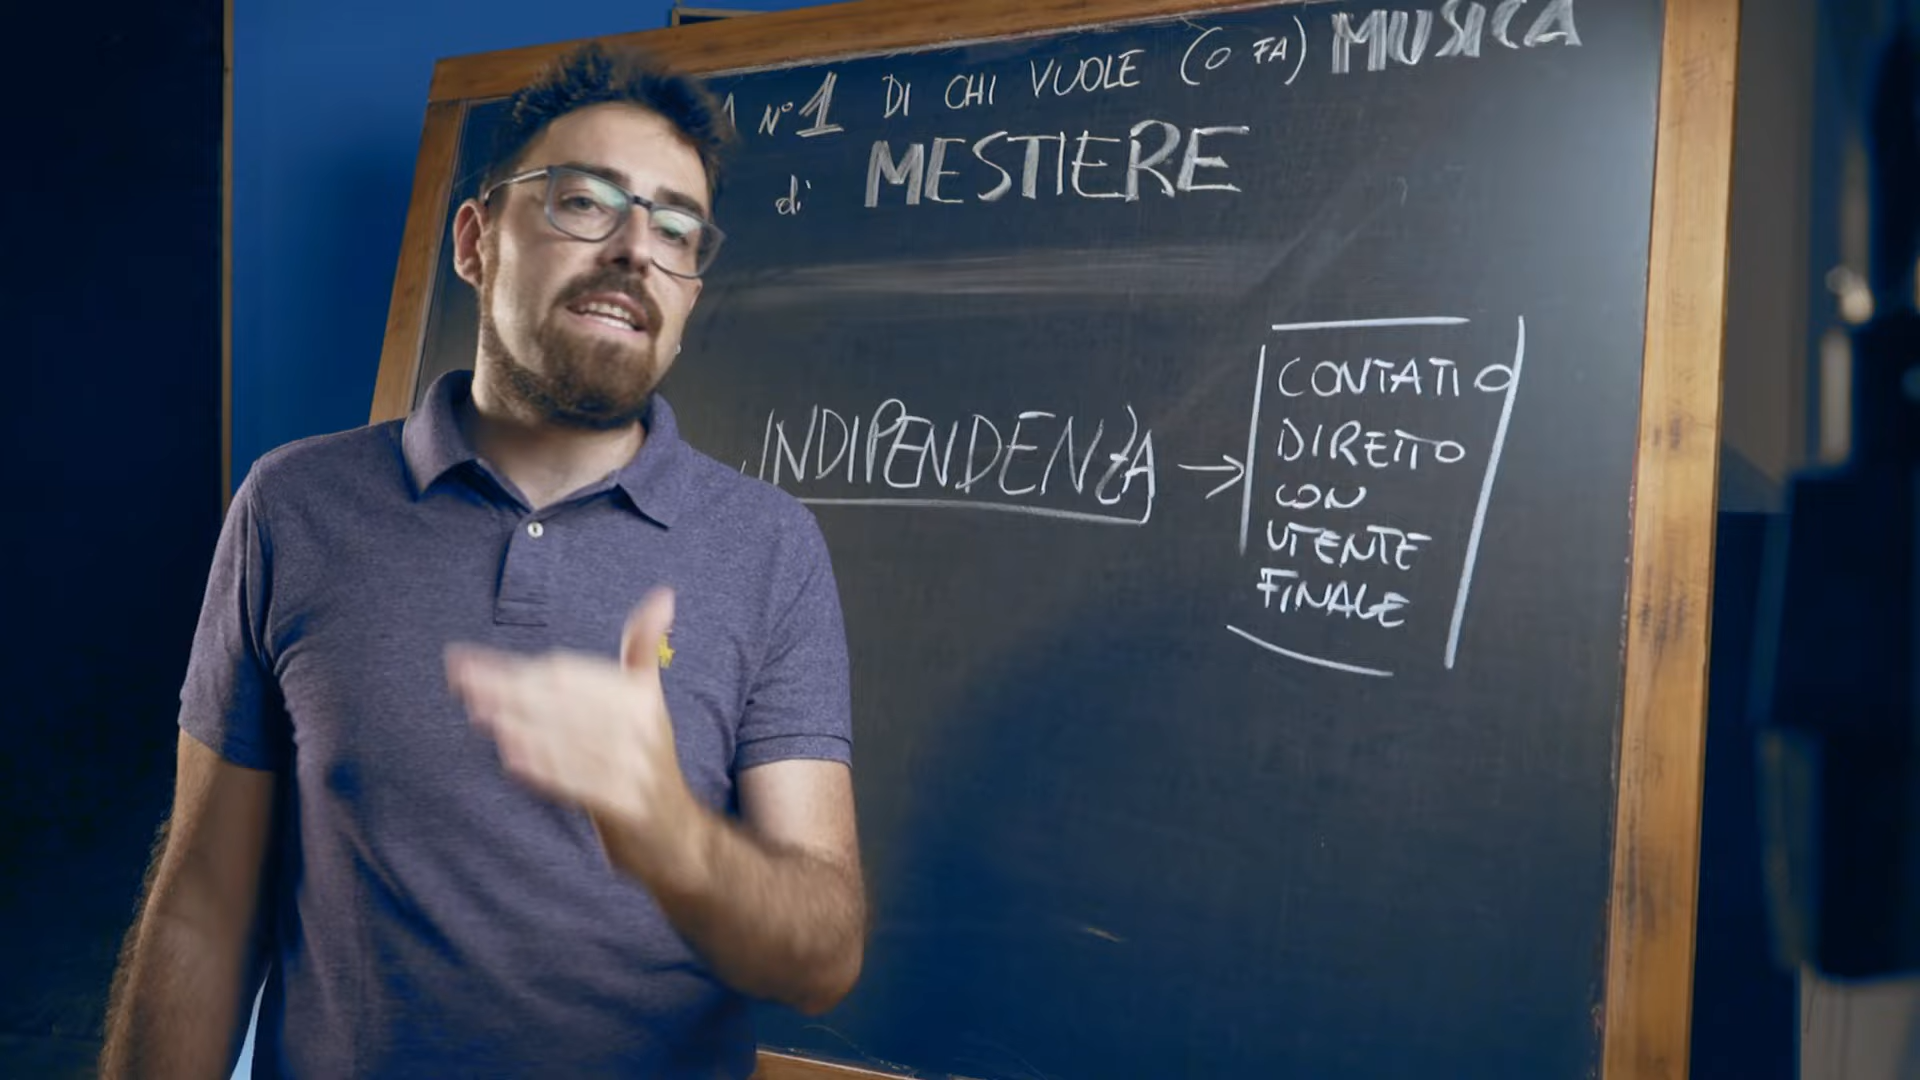 N°1 DI CHI VUOLE (O FA) MUSICA
di MESTIERE
INDIPENDENZA →
CONTATTO
DIRETTO
CON
UTENTE
FINALE